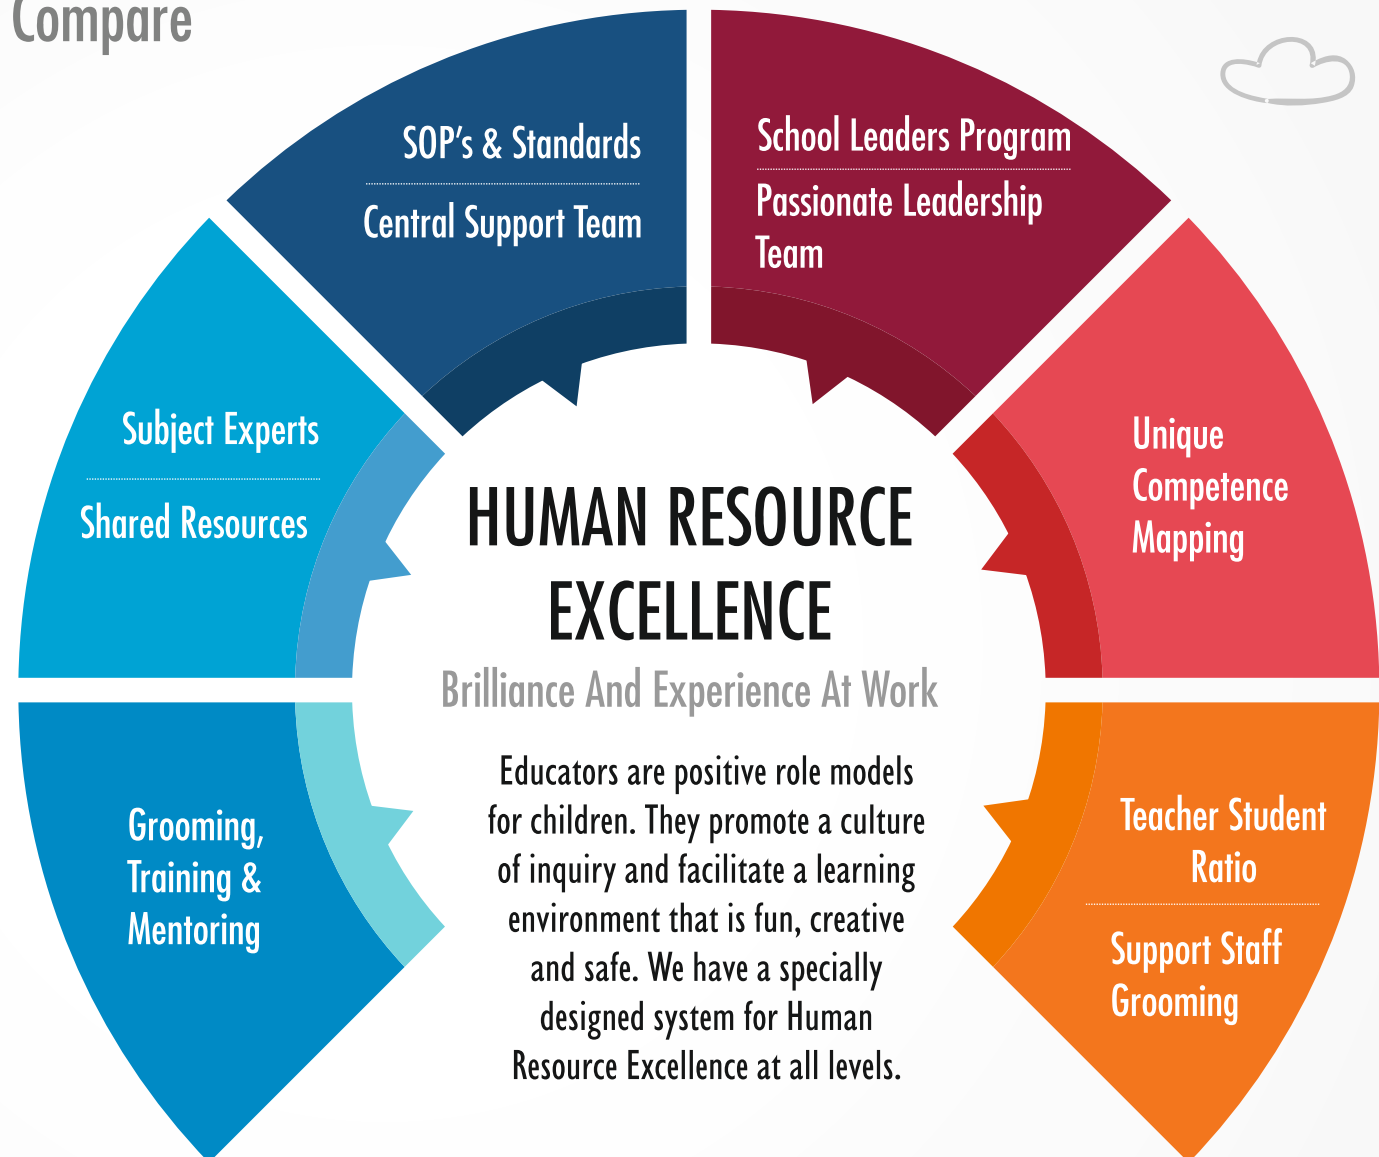 Compare
SOP's & Standards
Central Support Team
School Leaders Program
Passionate Leadership
Team
Subject Experts
Shared Resources
Unique
Competence
Mapping
HUMAN RESOURCE
EXCELLENCE
Brilliance And Experience At Work
Educators are positive role models
for children. They promote a culture
of inquiry and facilitate a learning
environment that is fun, creative
and safe. We have a specially
designed system for Human
Resource Excellence at all levels.
Grooming,
Training &
Mentoring
Teacher Student
Ratio
Support Staff
Grooming